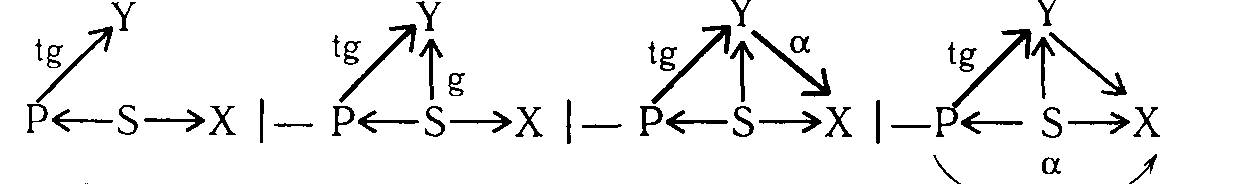 Y Y Y Y
tg tg tg α tg
g
P ← S → X |— P ← S → X |— P ← S → X |— P ← S → X
α